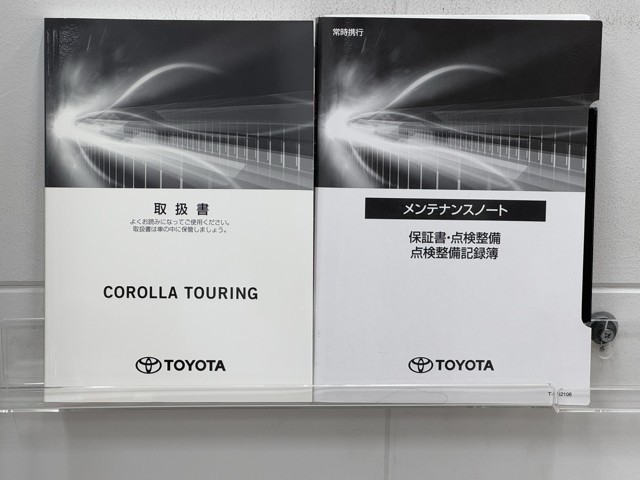 取扱書
よくお読みになってご使用ください。
取扱書は車の中に保管しましょう。
COROLLA TOURING
TOYOTA
常時携行
メンテナンスノート
保証書・点検整備
点検整備記録簿
TOYOTA